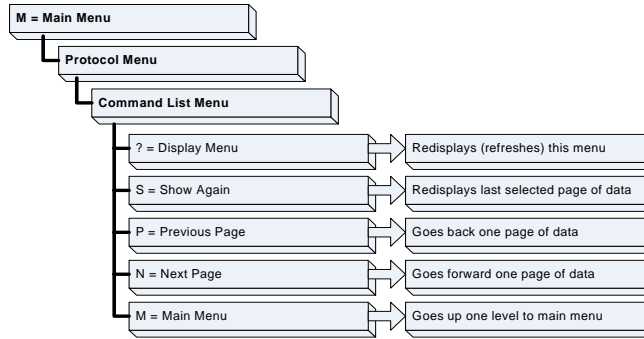 M = Main Menu
Protocol Menu
Command List Menu
? = Display Menu
Redisplays (refreshes) this menu
S = Show Again
Redisplays last selected page of data
P = Previous Page
Goes back one page of data
N = Next Page
Goes forward one page of data
M = Main Menu
Goes up one level to main menu